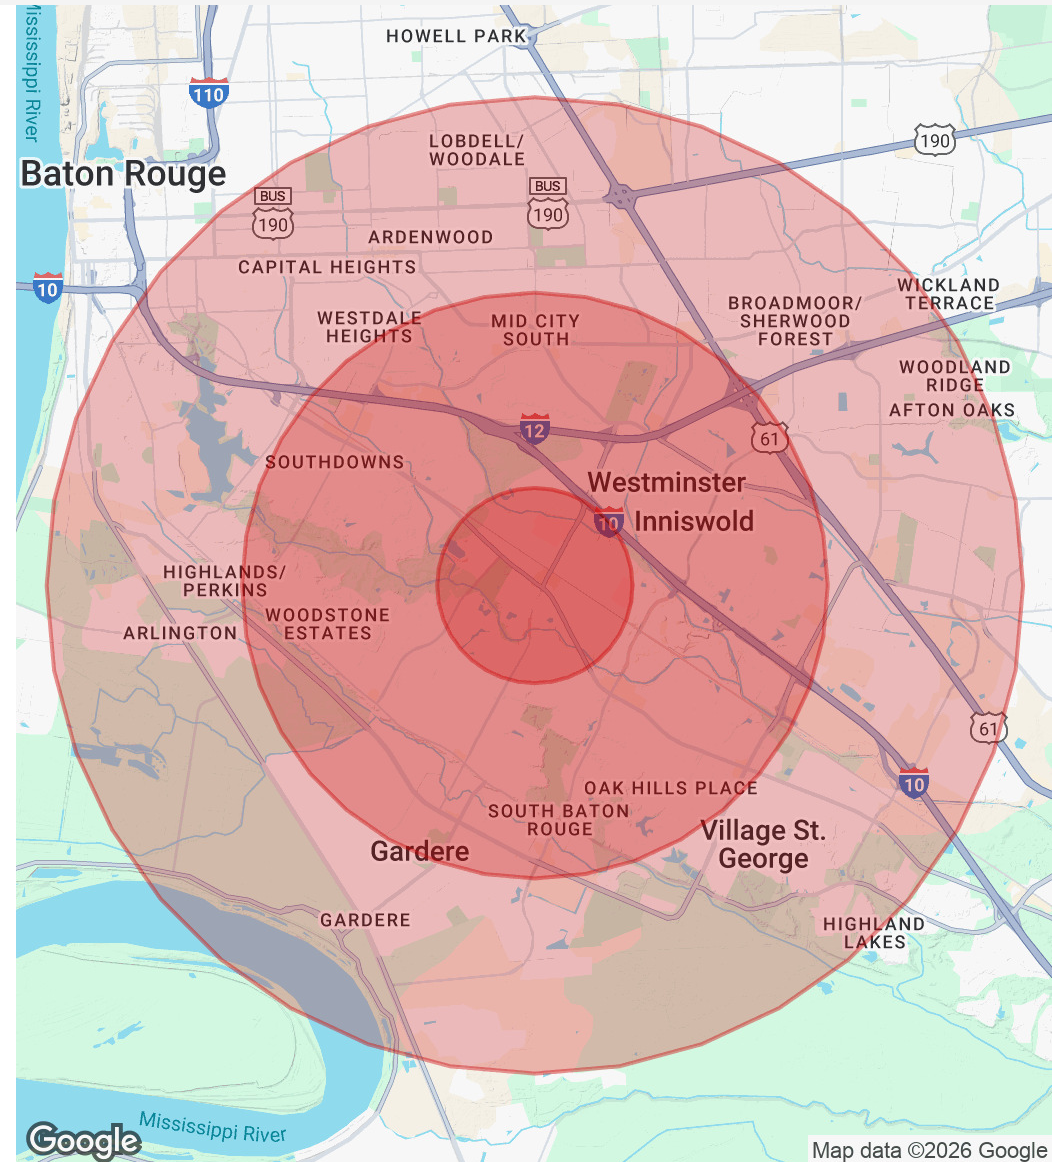 Mississippi River
HOWELL PARK
110
LOBDELL/
WOODALE
190
Baton Rouge
BUS
190
BUS
190
ARDENWOOD
CAPITAL HEIGHTS
10
WICKLAND
TERRACE
BROADMOOR/
SHERWOOD
FOREST
WESTDALE
HEIGHTS
MID CITY
SOUTH
WOODLAND
RIDGE
AFTON OAKS
12
61
SOUTHDOWNS
Westminster
10
Inniswold
HIGHLANDS/
PERKINS
WOODSTONE
ESTATES
ARLINGTON
61
10
OAK HILLS PLACE
SOUTH BATON
ROUGE
Village St.
George
Gardere
GARDERE
HIGHLAND
LAKES
Mississippi River
Google
Map data ©2026 Google